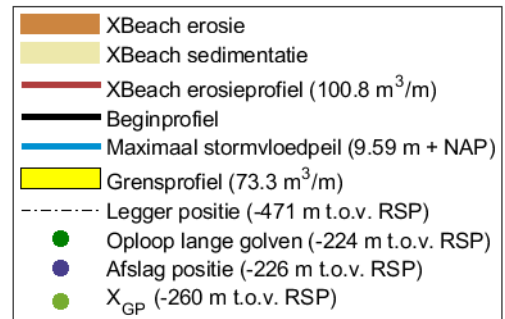 XBeach erosie
XBeach sedimentatie
XBeach erosieprofiel (100.8 m³/m)
Beginprofiel
Maximaal stormvloedpeil (9.59 m + NAP)
Grensprofiel (73.3 m³/m)
Legger positie (-471 m t.o.v. RSP)
Oploop lange golven (-224 m t.o.v. RSP)
Afslag positie (-226 m t.o.v. RSP)
X_GP (-260 m t.o.v. RSP)